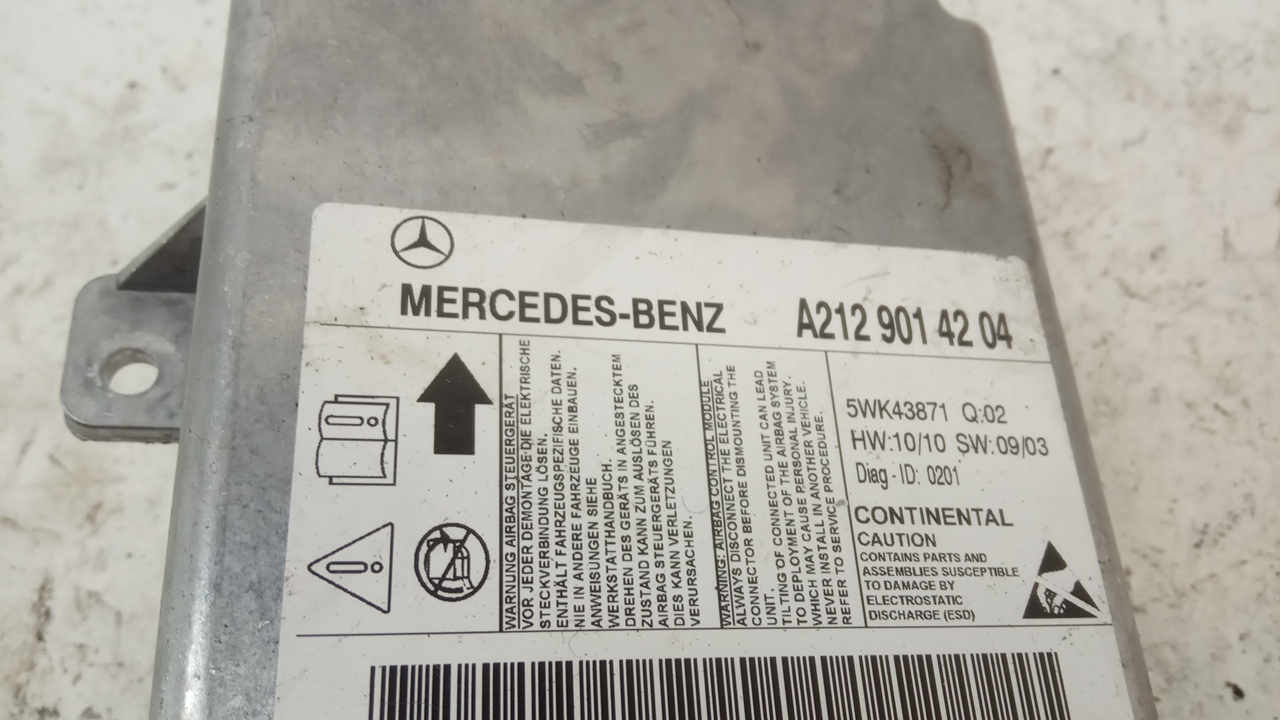 MERCEDES-BENZ
A212 901 42 04
WARNUNG AIRBAG STEUERGERÄT
VOR JEDER DEMONTAGE DIE ELEKTRISCHE
STECKVERBINDUNG LÖSEN.
ENTHÄLT FAHRZEUGSPEZIFISCHE DATEN.
NIE IN ANDERE FAHRZEUGE EINBAUEN.
ANWEISUNGEN SIEHE
WERKSTATTHANDBUCH.
DREHEN DES GERÄTS IN ANGESTECKTEM
ZUSTAND KANN ZUM AUSLÖSEN DES
AIRBAG STEUERGERÄTS FÜHREN.
DIES KANN VERLETZUNGEN
VERURSACHEN.
WARNING: AIRBAG CONTROL MODULE
ALWAYS DISCONNECT THE ELECTRICAL
CONNECTOR BEFORE DISMOUNTING THE
UNIT.
TILTING OF CONNECTED UNIT CAN LEAD
TO DEPLOYMENT OF THE AIRBAG SYSTEM
WHICH MAY CAUSE PERSONAL INJURY.
NEVER INSTALL IN ANOTHER VEHICLE.
REFER TO SERVICE PROCEDURE.
5WK43871 Q:02
HW:10/10 SW:09/03
Diag-ID: 0201
CONTINENTAL
CAUTION
CONTAINS PARTS AND
ASSEMBLIES SUSCEPTIBLE
TO DAMAGE BY
ELECTROSTATIC
DISCHARGE (ESD)